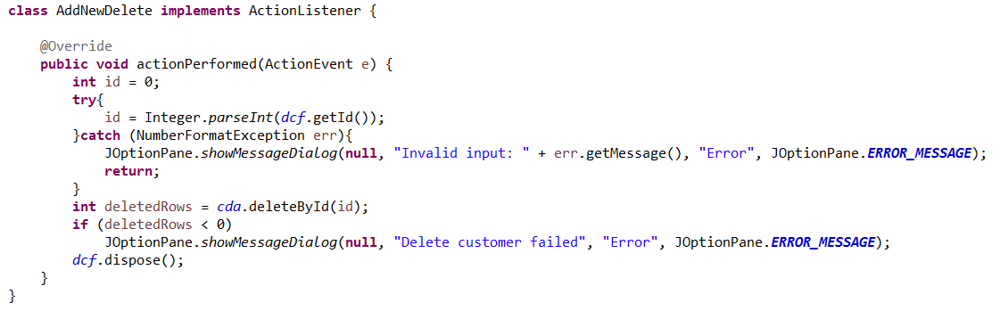 class AddNewDelete implements ActionListener {
@Override
public void actionPerformed(ActionEvent e) {
int id = 0;
try{
id = Integer.parseInt(dcf.getId());
}catch (NumberFormatException err){
JOptionPane.showMessageDialog(null, "Invalid input: " + err.getMessage(), "Error", JOptionPane.ERROR_MESSAGE);
return;
}
int deletedRows = cda.deleteById(id);
if (deletedRows < 0)
JOptionPane.showMessageDialog(null, "Delete customer failed", "Error", JOptionPane.ERROR_MESSAGE);
dcf.dispose();
}
}